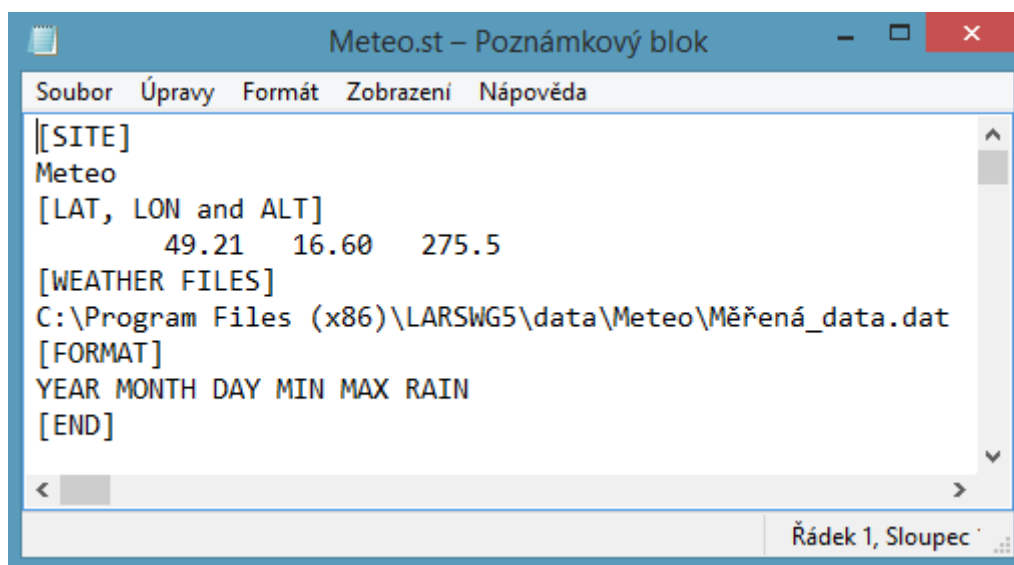 Meteo.st – Poznámkový blok
Soubor Úpravy Formát Zobrazení Nápověda
[SITE]
Meteo
[LAT, LON and ALT]
49.21 16.60 275.5
[WEATHER FILES]
C:\Program Files (x86)\LARSWG5\data\Meteo\Měřená_data.dat
[FORMAT]
YEAR MONTH DAY MIN MAX RAIN
[END]
Řádek 1, Sloupec